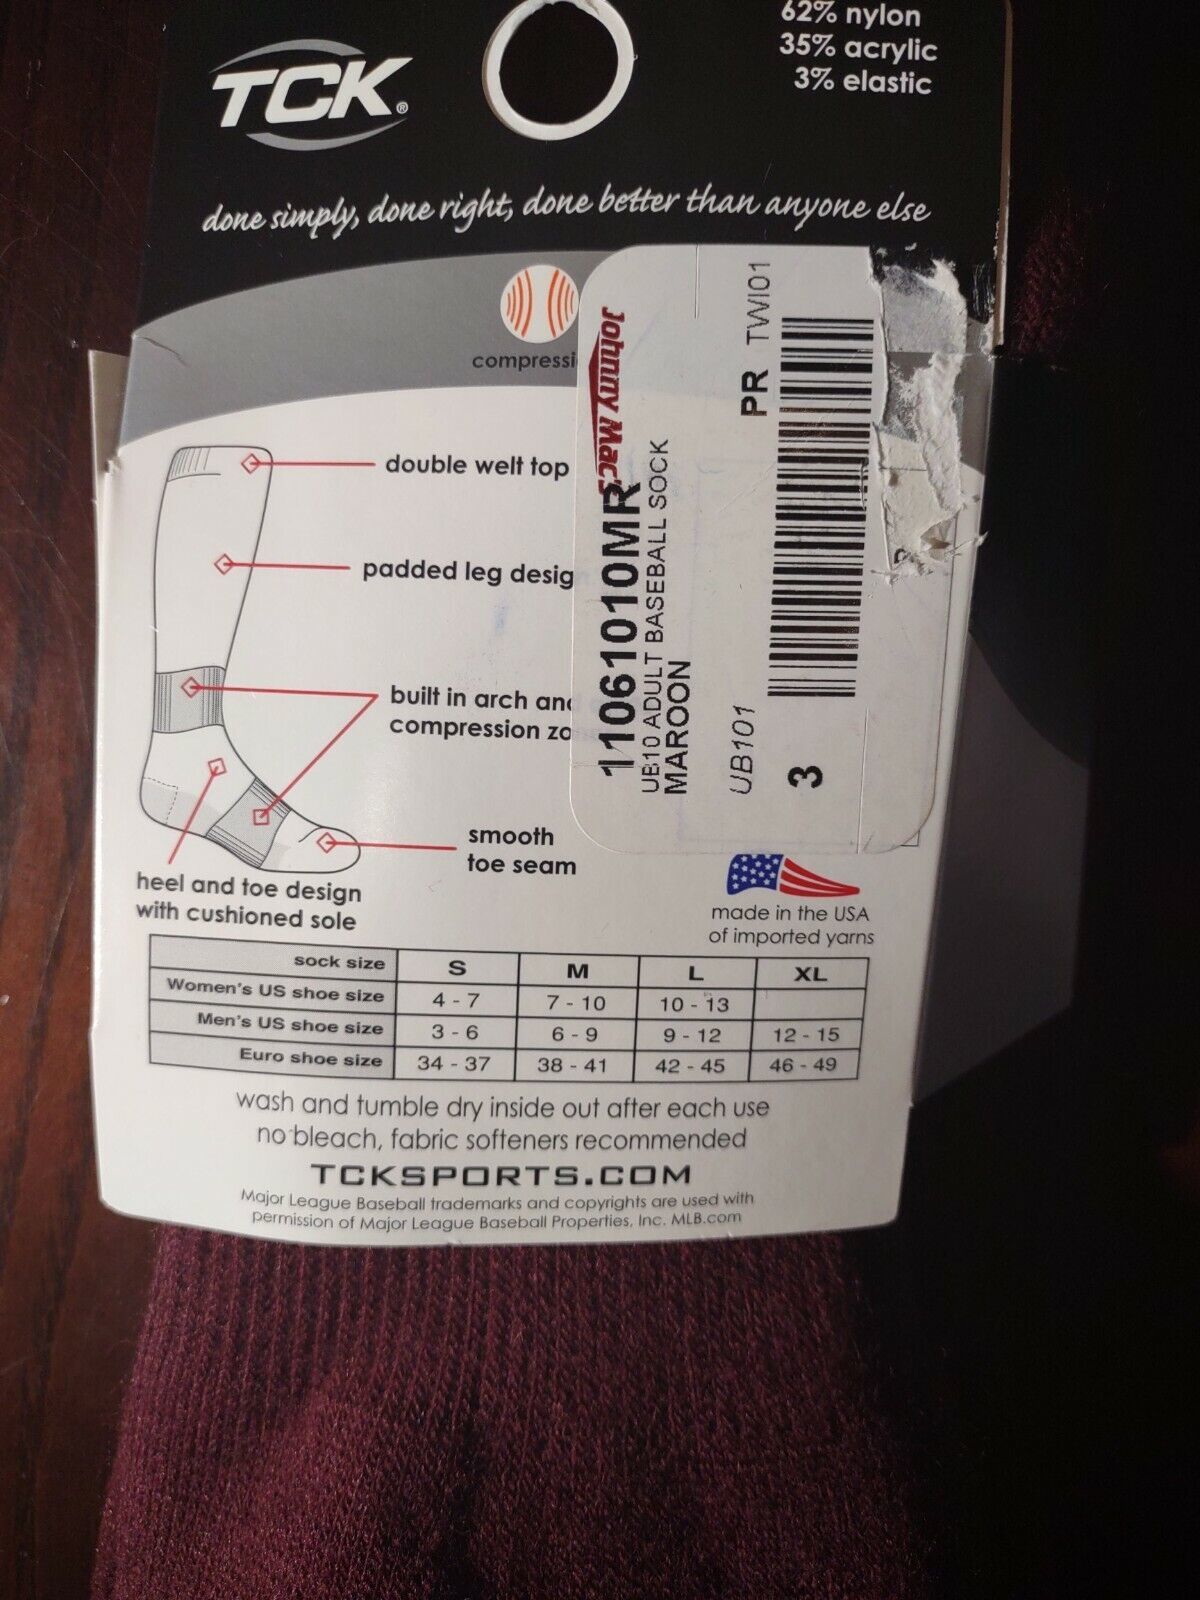 62% nylon
35% acrylic
3% elastic
TCK®
done simply, done right, done better than anyone else
compressi
double welt top
padded leg desig
built in arch and
compression zo
smooth
toe seam
heel and toe design
with cushioned sole
Johnny Mac's
1106101 0MR
UB10 ADULT BASEBALL SOCK
MAROON
UB101
3
PR TWI01
made in the USA
of imported yarns
sock size S M L XL
Women's US shoe size 4 - 7 7 - 10 10 - 13
Men's US shoe size 3 - 6 6 - 9 9 - 12 12 - 15
Euro shoe size 34 - 37 38 - 41 42 - 45 46 - 49
wash and tumble dry inside out after each use
no bleach, fabric softeners recommended
TCKSPORTS.COM
Major League Baseball trademarks and copyrights are used with
permission of Major League Baseball Properties, Inc. MLB.com